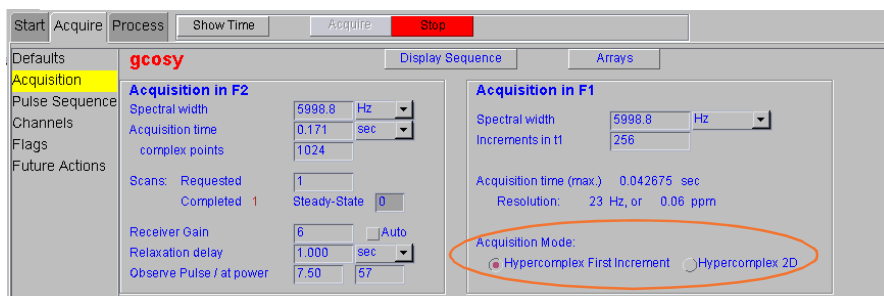 Start Acquire Process Show Time Acquire Stop
Defaults
Acquisition
Pulse Sequence
Channels
Flags
Future Actions
gcosy Display Sequence Arrays
Acquisition in F2
Spectral width 5998.8 Hz
Acquisition time 0.171 sec
complex points 1024
Scans: Requested 1
Completed 1 Steady-State 0
Receiver Gain 6 Auto
Relaxation delay 1.000 sec
Observe Pulse / at power 7.50 57
Acquisition in F1
Spectral width 5998.8 Hz
Increments in t1 256
Acquisition time (max.) 0.042675 sec
Resolution: 23 Hz, or 0.06 ppm
Acquisition Mode:
Hypercomplex First Increment Hypercomplex 2D